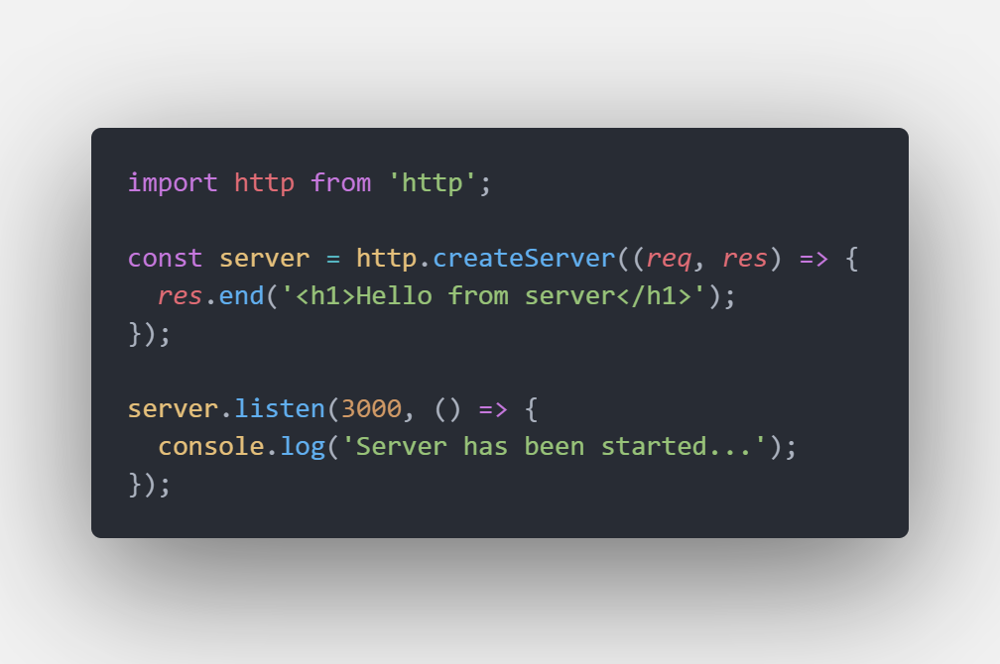 import http from 'http';
const server = http.createServer((req, res) => {
  res.end('<h1>Hello from server</h1>');
});
server.listen(3000, () => {
  console.log('Server has been started...');
});